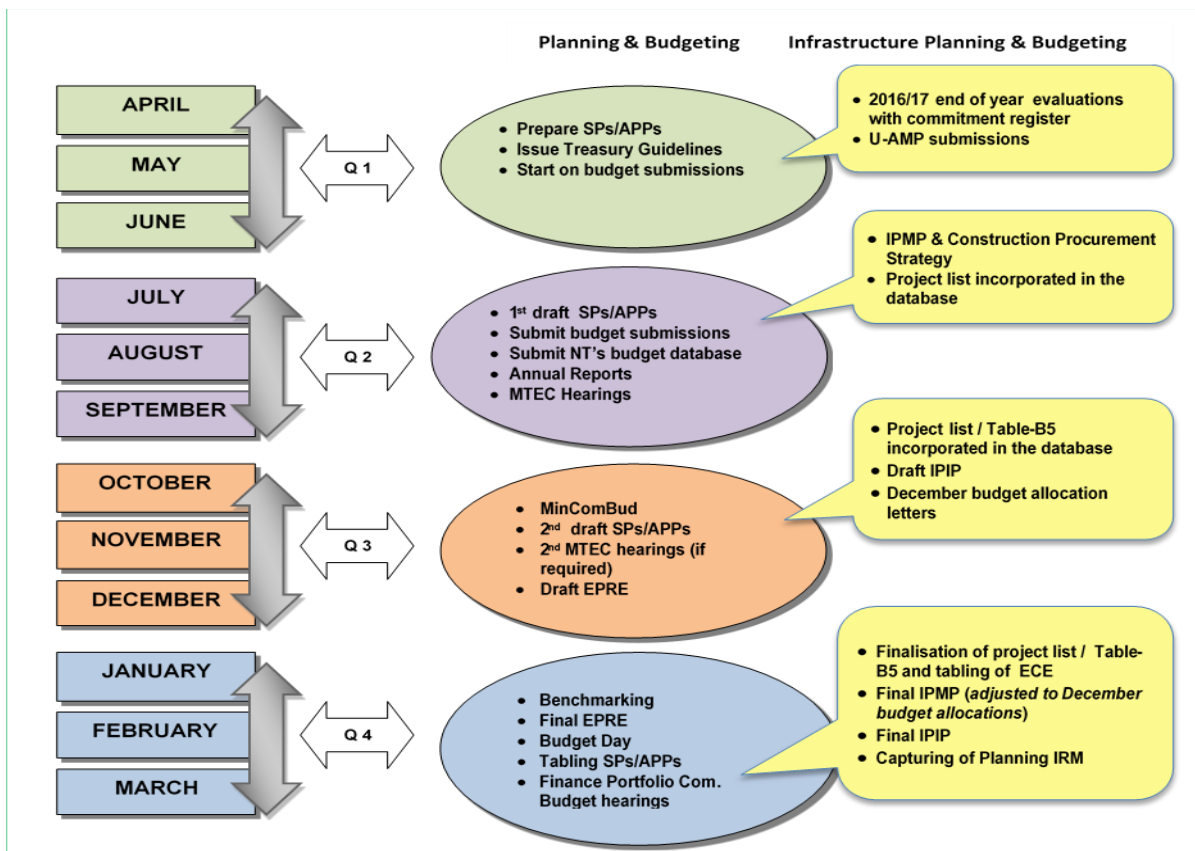 Planning & Budgeting
Infrastructure Planning & Budgeting
APRIL
MAY
JUNE
Q 1
• Prepare SPs/APPs
• Issue Treasury Guidelines
• Start on budget submissions
• 2016/17 end of year evaluations
with commitment register
• U-AMP submissions
JULY
AUGUST
SEPTEMBER
Q 2
• 1st draft SPs/APPs
• Submit budget submissions
• Submit NT's budget database
• Annual Reports
• MTEC Hearings
• IPMP & Construction Procurement
Strategy
• Project list incorporated in the
database
OCTOBER
NOVEMBER
DECEMBER
Q 3
• MinComBud
• 2nd draft SPs/APPs
• 2nd MTEC hearings (if
required)
• Draft EPRE
• Project list / Table-B5
incorporated in the database
• Draft IPIP
• December budget allocation
letters
JANUARY
FEBRUARY
MARCH
Q 4
• Benchmarking
• Final EPRE
• Budget Day
• Tabling SPs/APPs
• Finance Portfolio Com.
Budget hearings
• Finalisation of project list / Table-
B5 and tabling of ECE
• Final IPMP (adjusted to December
budget allocations)
• Final IPIP
• Capturing of Planning IRM